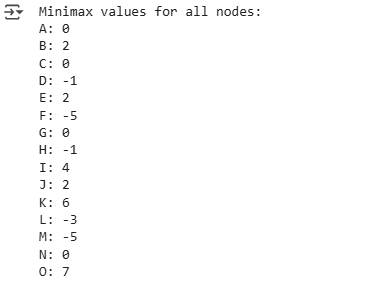 Minimax values for all nodes:
A: 0
B: 2
C: 0
D: -1
E: 2
F: -5
G: 0
H: -1
I: 4
J: 2
K: 6
L: -3
M: -5
N: 0
O: 7